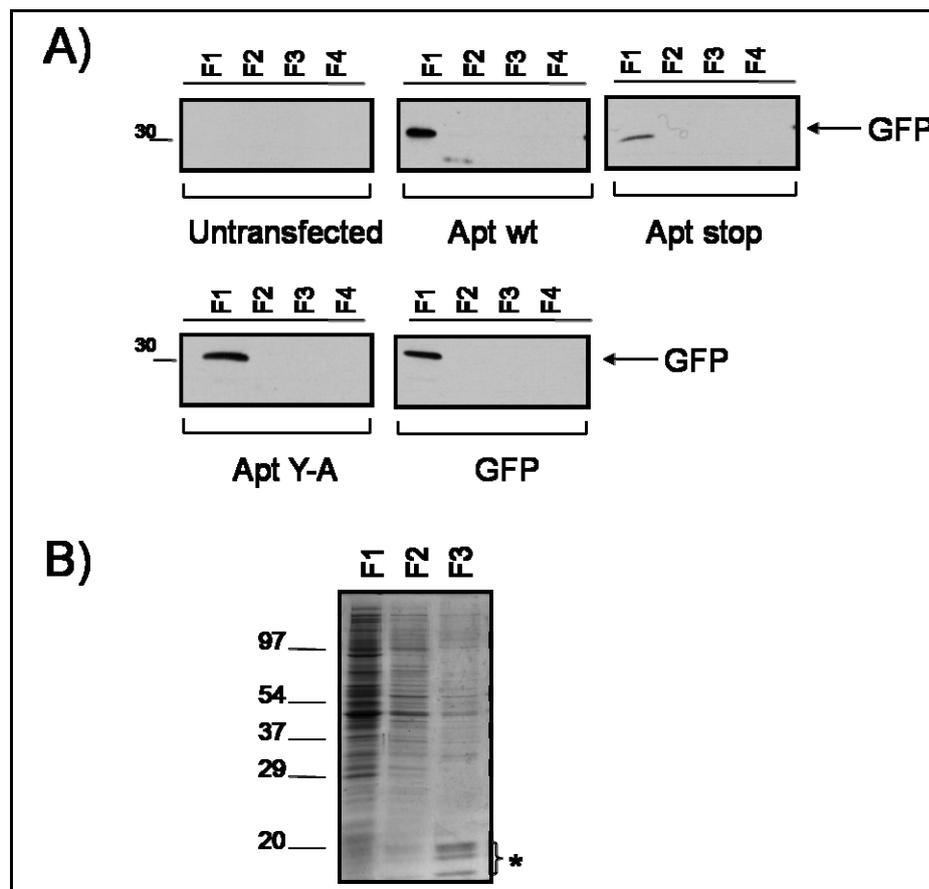 A)
F1 F2 F3 F4 F1 F2 F3 F4 F1 F2 F3 F4
30 GFP
Untransfected Apt wt Apt stop
F1 F2 F3 F4 F1 F2 F3 F4
30 GFP
Apt Y-A GFP
B)
F1 F2 F3
97
54
37
29
20
*